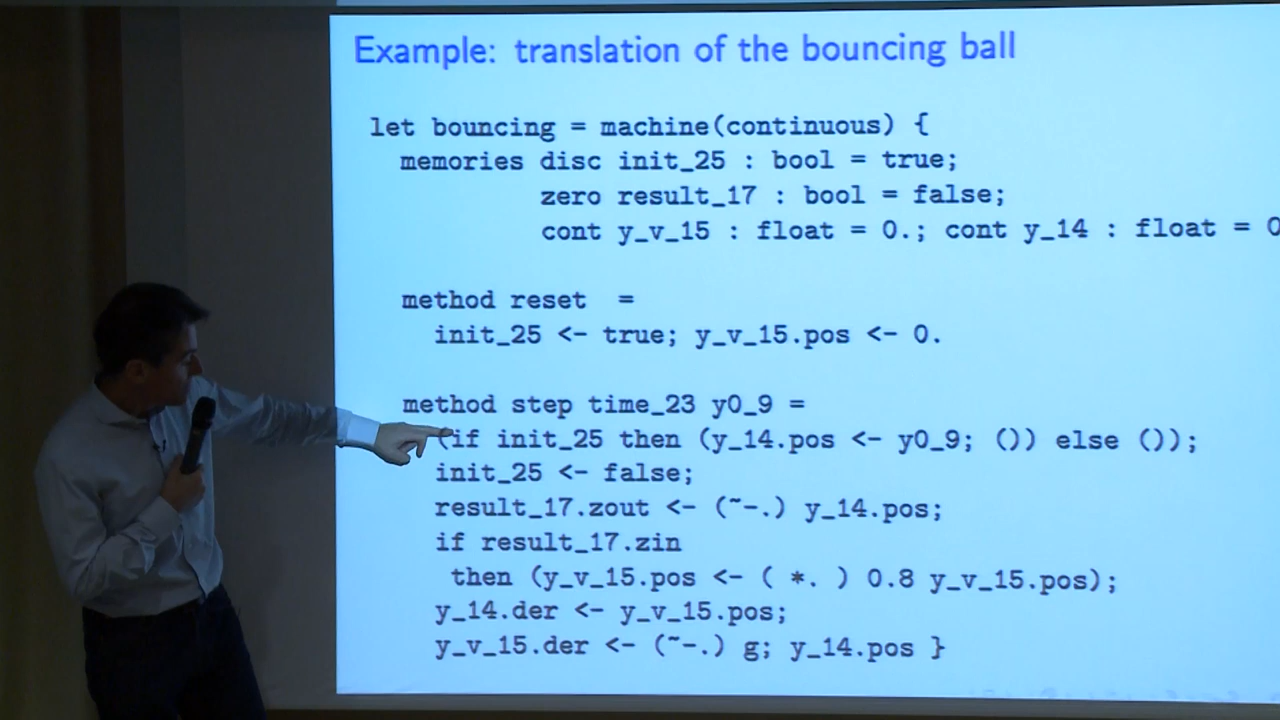 Example: translation of the bouncing ball
let bouncing = machine(continuous) {
memories disc init_25 : bool = true;
zero result_17 : bool = false;
cont y_v_15 : float = 0.; cont y_14 : float = 0
method reset =
init_25 <- true; y_v_15.pos <- 0.
method step time_23 y0_9 =
(if init_25 then (y_14.pos <- y0_9; ()) else ());
init_25 <- false;
result_17.zout <- (~-.) y_14.pos;
if result_17.zin
then (y_v_15.pos <- ( *. ) 0.8 y_v_15.pos);
y_14.der <- y_v_15.pos;
y_v_15.der <- (~-.) g; y_14.pos }